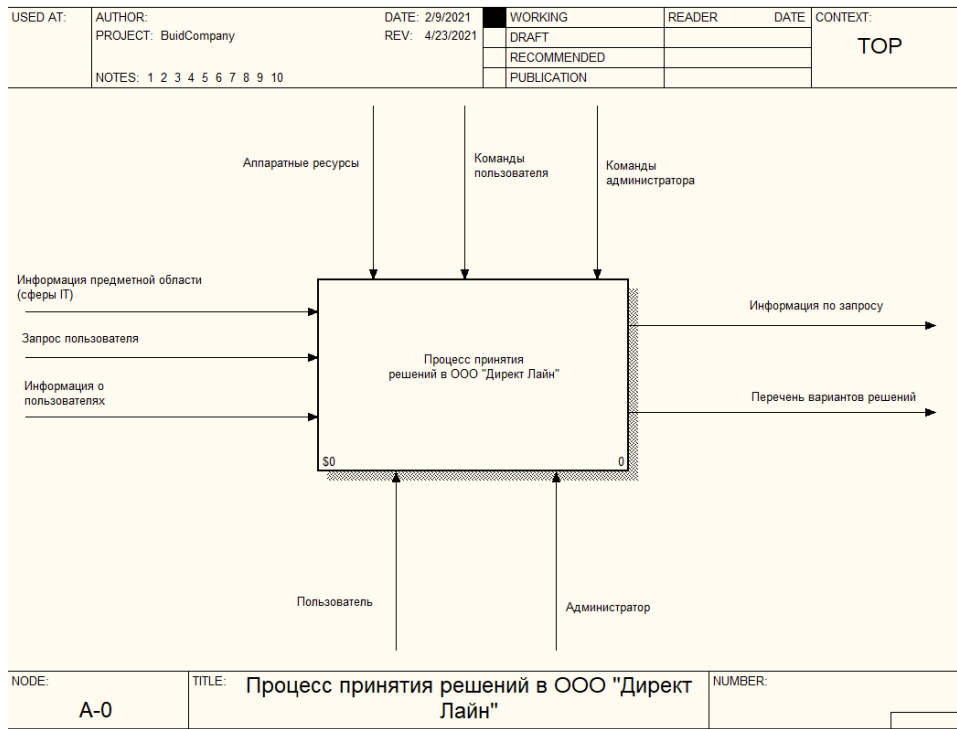 USED AT:
AUTHOR:
DATE: 2/9/2021
WORKING
READER
DATE
CONTEXT:
PROJECT: BuidCompany
REV: 4/23/2021
DRAFT
TOP
RECOMMENDED
NOTES: 1 2 3 4 5 6 7 8 9 10
PUBLICATION
Аппаратные ресурсы
Команды
пользователя
Команды
администратора
Информация предметной области
(сферы IT)
Запрос пользователя
Информация о
пользователях
Процесс принятия
решений в ООО "Директ Лайн"
$0
0
Информация по запросу
Перечень вариантов решений
Пользователь
Администратор
NODE:
A-0
TITLE:
Процесс принятия решений в ООО "Директ
Лайн"
NUMBER: